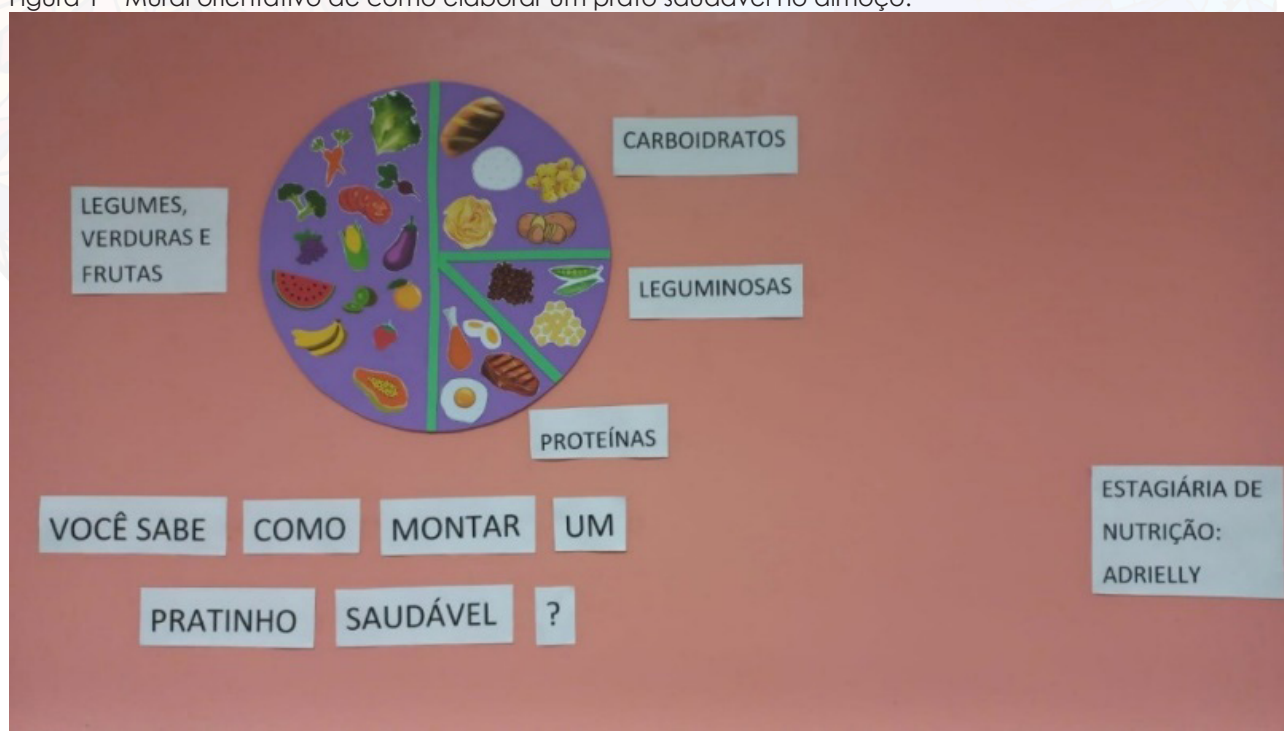 Figura 1 - Mural orientativo de como elaborar um prato saudável no almoço.
CARBOIDRATOS
LEGUMES,
VERDURAS E
FRUTAS
LEGUMINOSAS
PROTEÍNAS
VOCÊ SABE COMO MONTAR UM
PRATINHO SAUDÁVEL ?
ESTAGIÁRIA DE
NUTRIÇÃO:
ADRIELLY